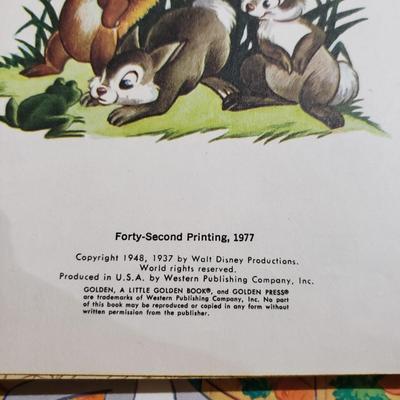 Forty-Second Printing, 1977
Copyright 1948, 1937 by Walt Disney Productions.
World rights reserved.
Produced in U.S.A. by Western Publishing Company, Inc.
GOLDEN, A LITTLE GOLDEN BOOK®, and GOLDEN PRESS®
are trademarks of Western Publishing Company, Inc. No part
of this book may be reproduced or copied in any form without
written permission from the publisher.